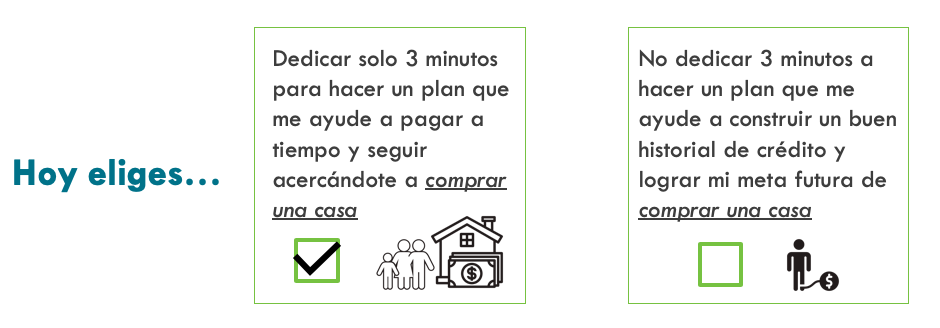 Hoy eliges...
Dedicar solo 3 minutos
para hacer un plan que
me ayude a pagar a
tiempo y seguir
acercándote a comprar
una casa
$
No dedicar 3 minutos a
hacer un plan que me
ayude a construir un buen
historial de crédito y
lograr mi meta futura de
comprar una casa
$